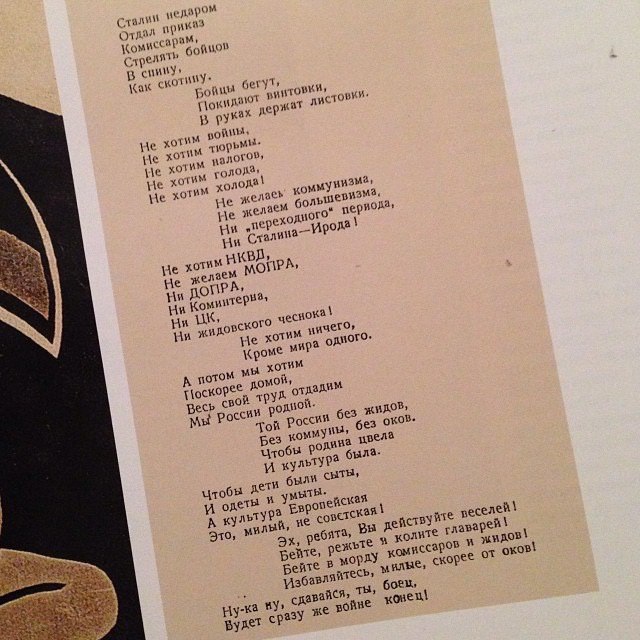 Сталин недаром
Отдал приказ
Комиссарам,
Стрелять бойцов
В спину,
Как скотину.
Бойцы бегут,
Покидают винтовки,
В руках держат листовки.
Не хотим войны,
Не хотим тюрьмы.
Не хотим налогов,
Не хотим голода,
Не хотим холода!
Не желаем коммунизма,
Не желаем большевизма,
Ни „переходного“ периода,
Ни Сталина—Ирода!
Не хотим НКВД,
Не желаем МОПРА,
Ни ДОПРА,
Ни Коминтерна,
Ни ЦК,
Ни жидовского чеснока!
Не хотим ничего,
Кроме мира одного.
А потом мы хотим
Поскорее домой,
Весь свой труд отдадим
Мы России родной.
Той России без жидов,
Без коммуны, без оков.
Чтобы родина цвела
И культура была.
Чтобы дети были сыты,
И одеты и умыты.
А культура Европейская
Это, милый, не совєтская!
Эх, ребята, Вы действуйте веселей!
Бейте, режьте и колите главарей!
Бейте в морду комиссаров и жидов!
Избавляйтесь, милые, скорее от оков!
Ну-ка ну, сдавайся, ты, боец,
Будет сразу же войне конец!